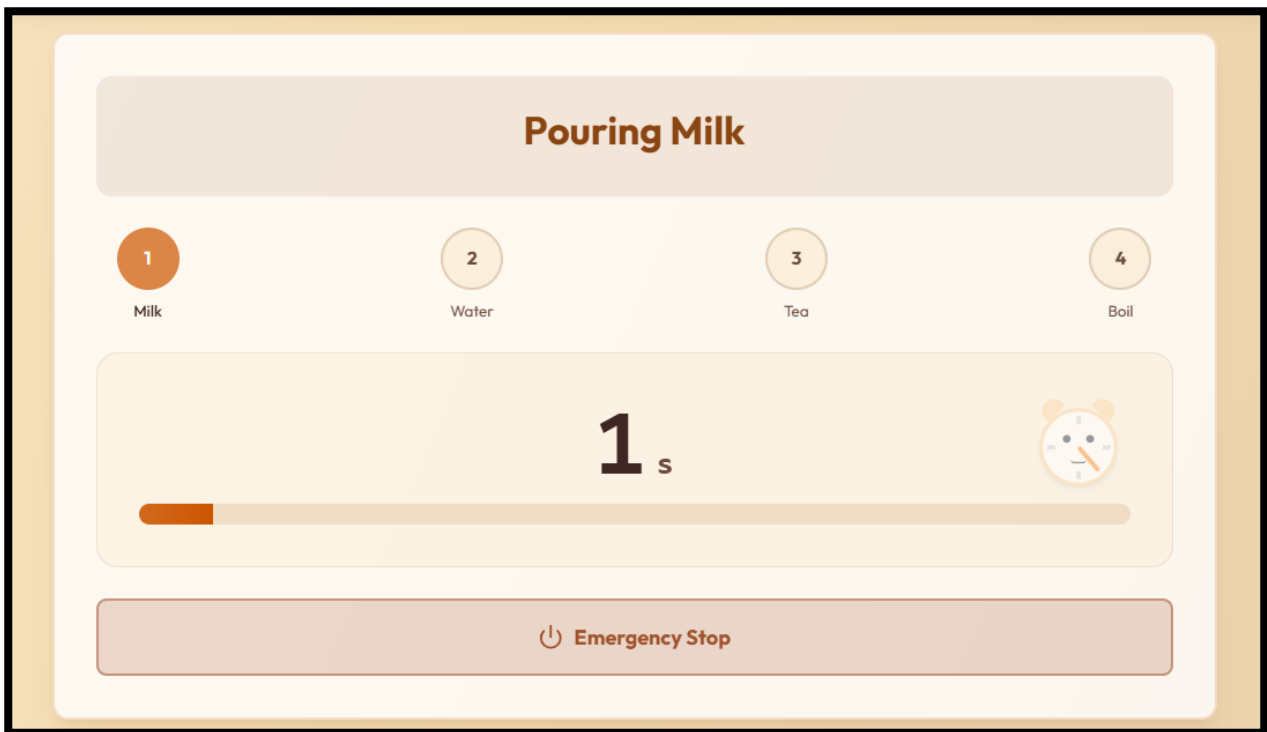 Pouring Milk
1
2
3
4
Milk
Water
Tea
Boil
1 s
Emergency Stop